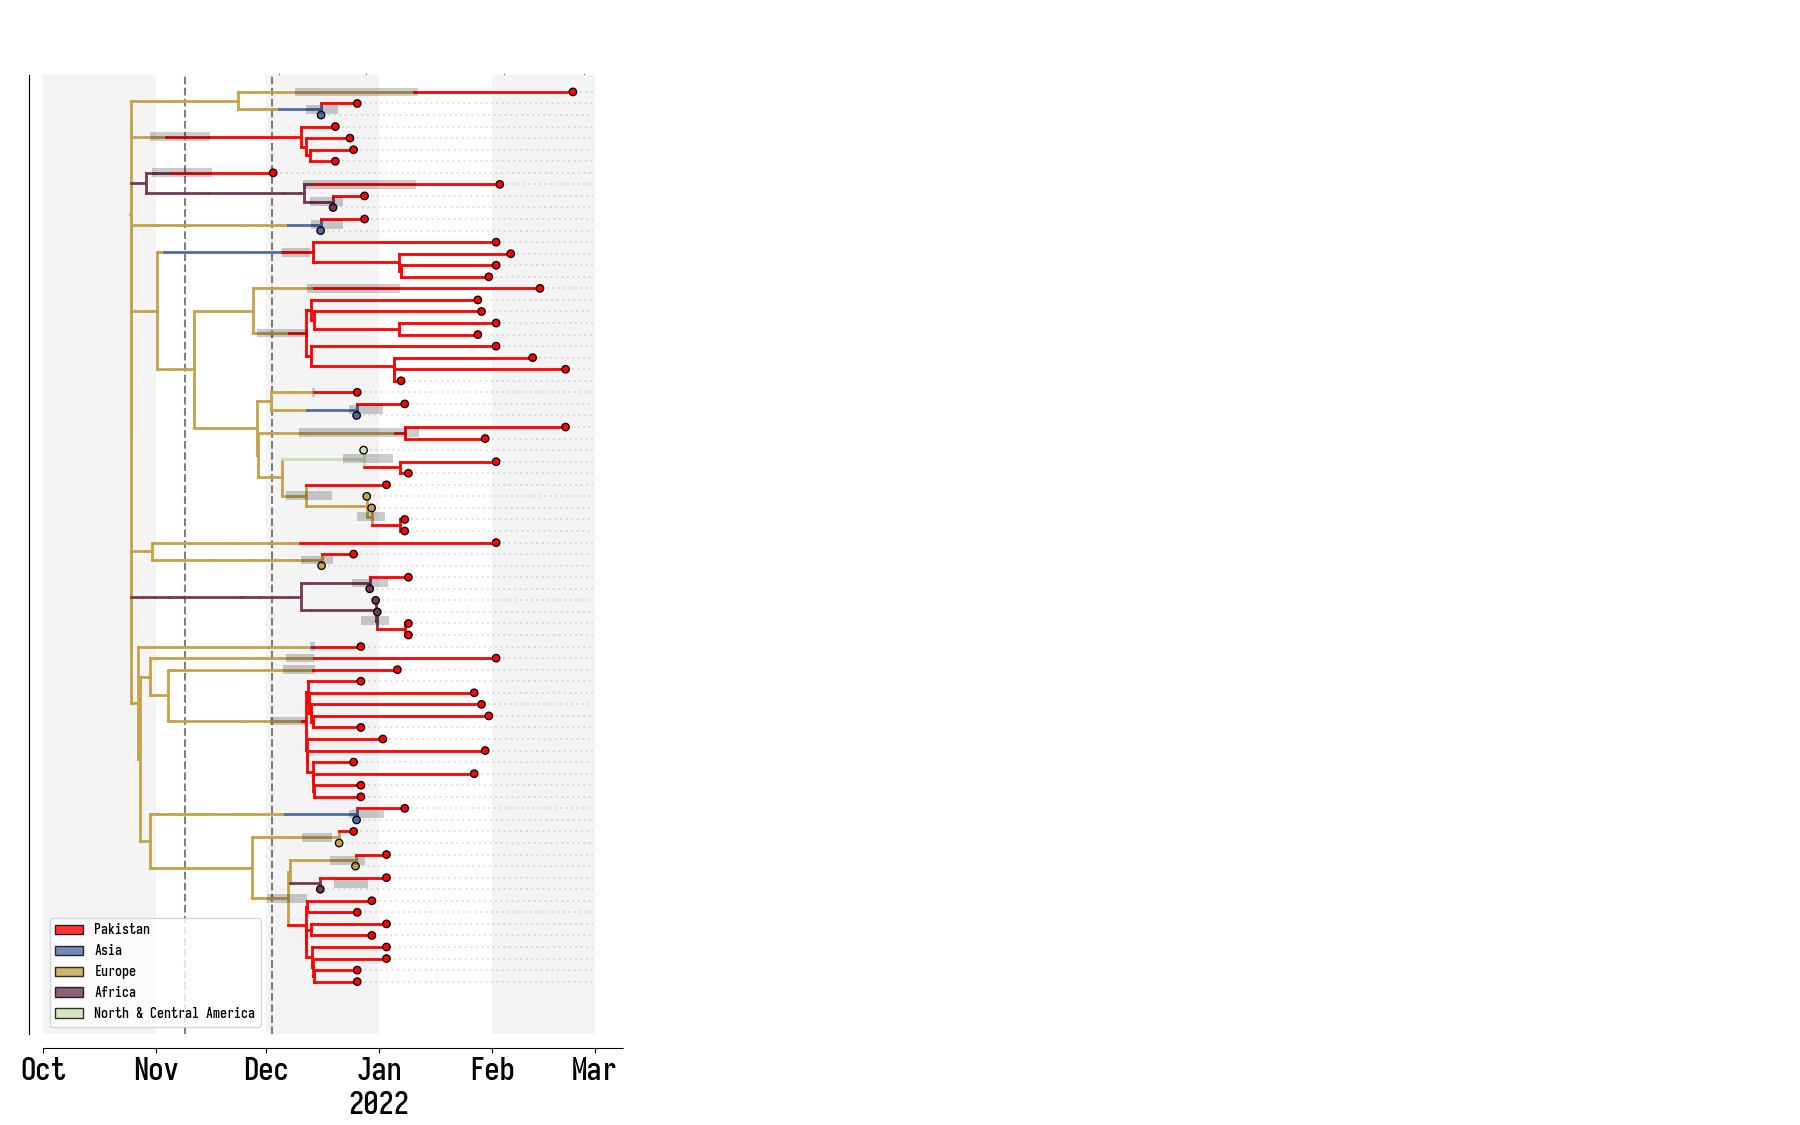 Pakistan
Asia
Europe
Africa
North & Central America
Oct Nov Dec Jan Feb Mar
2022